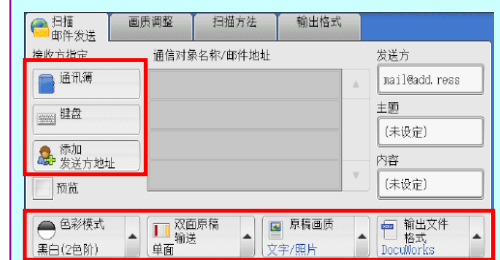 扫描
邮件发送
画质调整
扫描方法
输出格式
接收方指定
通信对象名称/邮件地址
发送方
通讯簿
mail@add.ress
键盘
主题
(未设定)
添加
发送方地址
内容
预览
(未设定)
色彩模式
黑白(2色阶)
双面原稿
输送
单面
原稿画质
文字/照片
输出文件
格式
DocuWorks